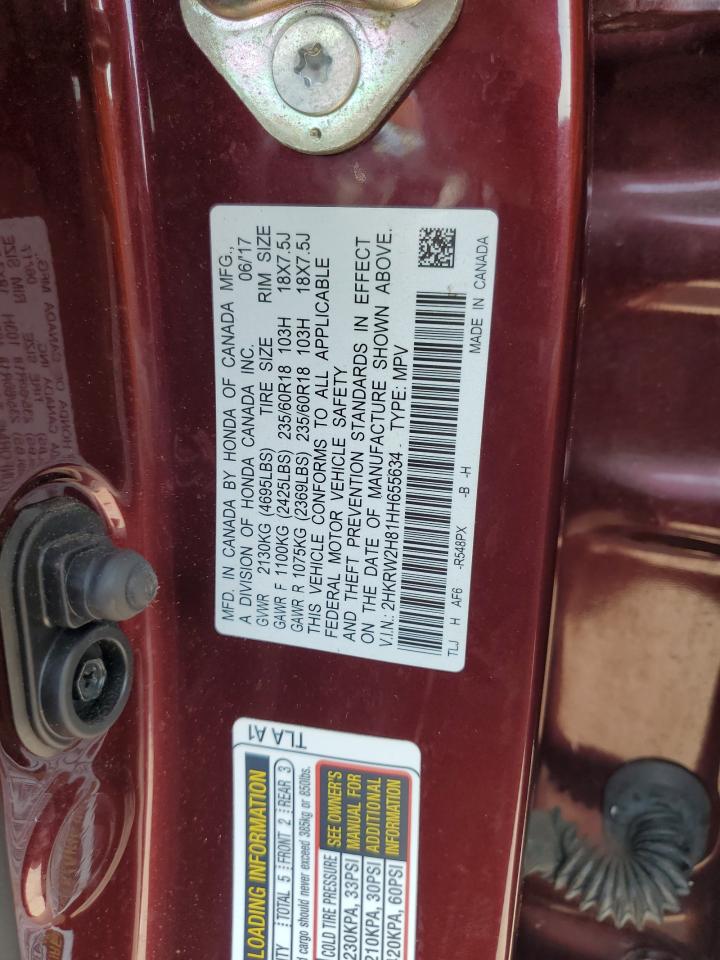 MFD. IN CANADA BY HONDA OF CANADA MFG.,
A DIVISION OF HONDA CANADA INC. 06/'17
GVWR 2130KG (4695LBS) TIRE SIZE RIM SIZE
GAWR F 1100KG (2425LBS) 235/60R18 103H 18X7.5J
GAWR R 1075KG (2369LBS) 235/60R18 103H 18X7.5J
THIS VEHICLE CONFORMS TO ALL APPLICABLE
FEDERAL MOTOR VEHICLE SAFETY
AND THEFT PREVENTION STANDARDS IN EFFECT
ON THE DATE OF MANUFACTURE SHOWN ABOVE.
V.I.N.: 2HKRW2H81HH655634 TYPE: MPV
TLJ H AF6 -R548PX -B -H
MADE IN CANADA
TLA A1
LOADING INFORMATION
TOTAL 5 FRONT 2 REAR 3
cargo should never exceed 385kg or 850lbs.
COLD TIRE PRESSURE
230KPA, 33PSI
210KPA, 30PSI
420KPA, 60PSI
SEE OWNER'S
MANUAL FOR
ADDITIONAL
INFORMATION